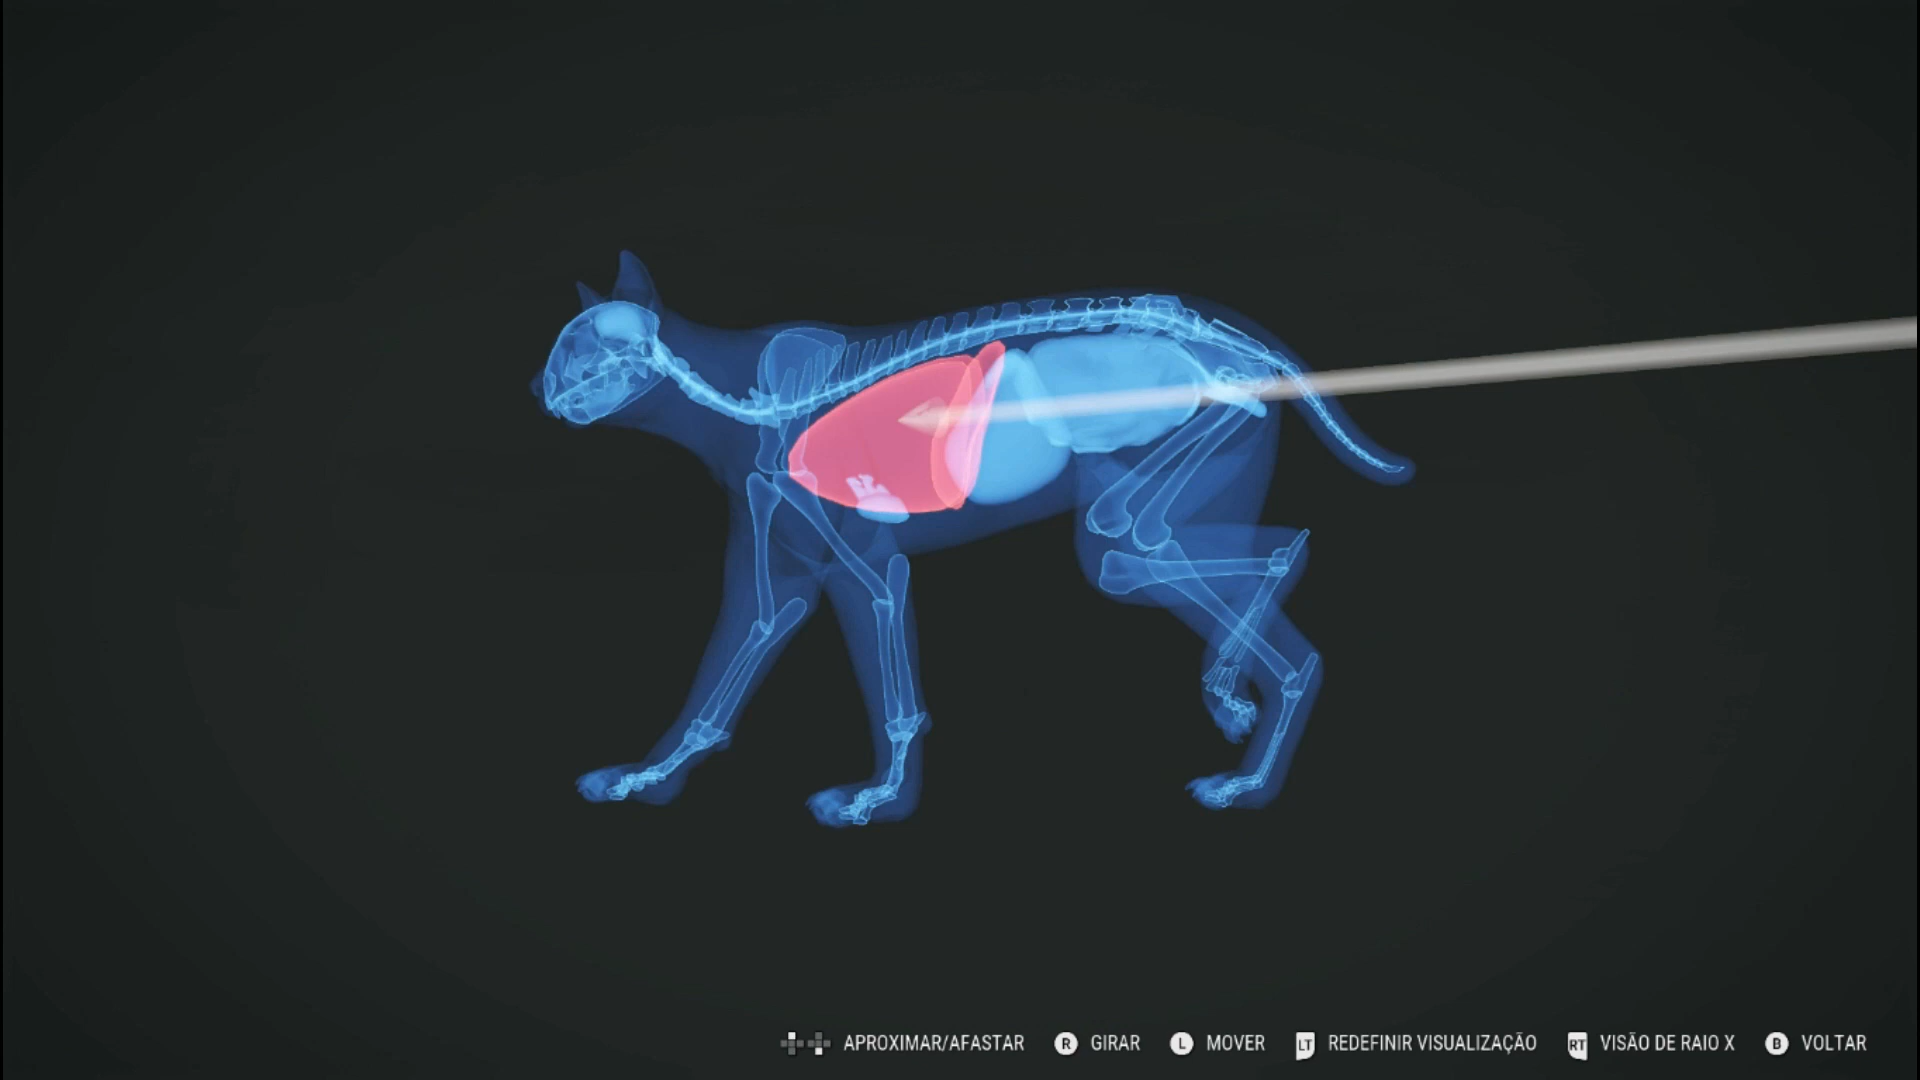 APROXIMAR/AFASTAR R GIRAR L MOVER LT REDEFINIR VISUALIZAÇÃO RT VISÃO DE RAIO X B VOLTAR